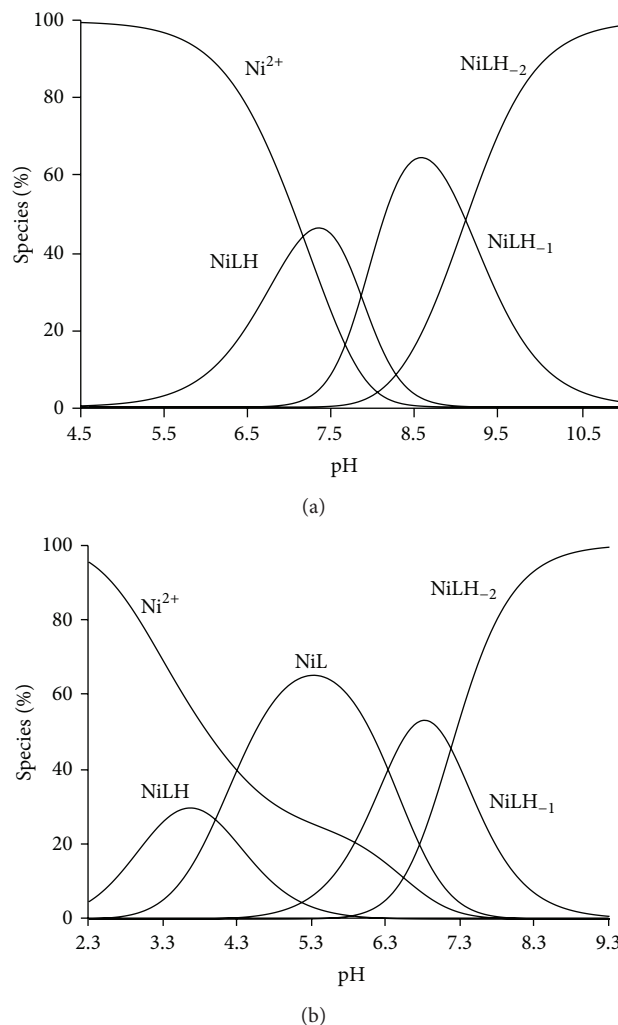 100
80
60
40
20
0
Species (%)
Ni²⁺
NiLH₋₂
NiLH
NiLH₋₁
4.5 5.5 6.5 7.5 8.5 9.5 10.5
pH
(a)
100
80
60
40
20
0
Species (%)
Ni²⁺
NiLH₋₂
NiL
NiLH
NiLH₋₁
2.3 3.3 4.3 5.3 6.3 7.3 8.3 9.3
pH
(b)